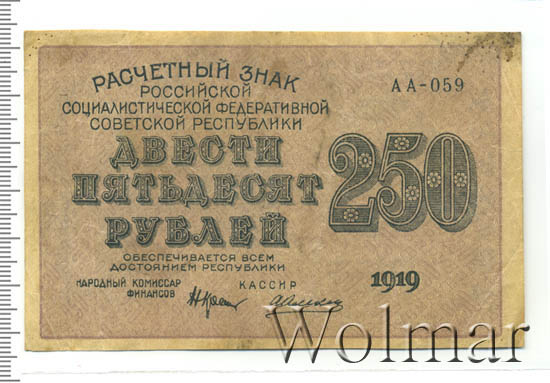 РАСЧЕТНЫЙ ЗНАК
РОССИЙСКОЙ
СОЦИАЛИСТИЧЕСКОЙ ФЕДЕРАТИВНОЙ
СОВЕТСКОЙ РЕСПУБЛИКИ
АА-059
ДВЕСТИ
ПЯТЬДЕСЯТ
РУБЛЕЙ
250
ОБЕСПЕЧИВАЕТСЯ ВСЕМ
ДОСТОЯНИЕМ РЕСПУБЛИКИ
НАРОДНЫЙ КОМИССАР
ФИНАНСОВ
КАССИР
1919
Wolmar